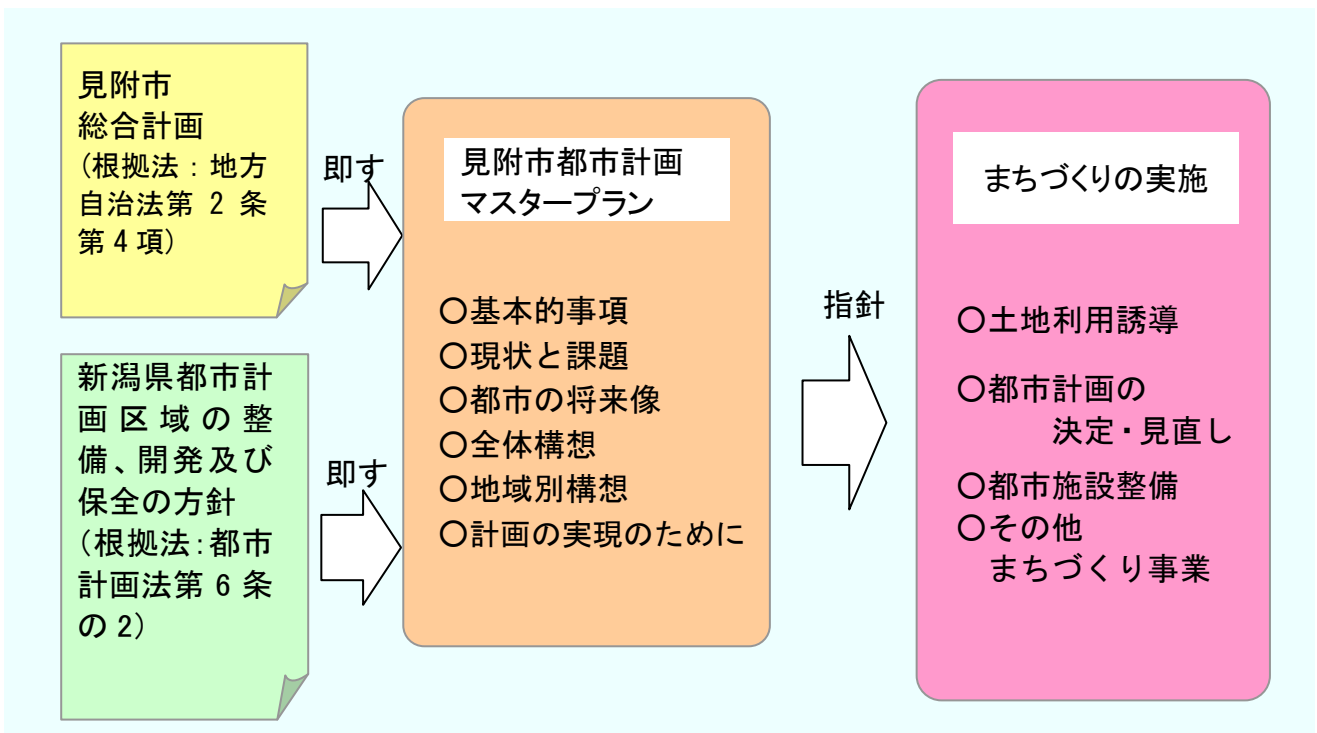 見附市
総合計画
(根拠法：地方
自治法第 2 条
第 4 項)
即す
新潟県都市計
画区域の整
備、開発及び
保全の方針
(根拠法：都市
計画法第 6 条
の 2)
即す
見附市都市計画
マスタープラン
○基本的事項
○現状と課題
○都市の将来像
○全体構想
○地域別構想
○計画の実現のために
指針
まちづくりの実施
○土地利用誘導
○都市計画の
決定・見直し
○都市施設整備
○その他
まちづくり事業